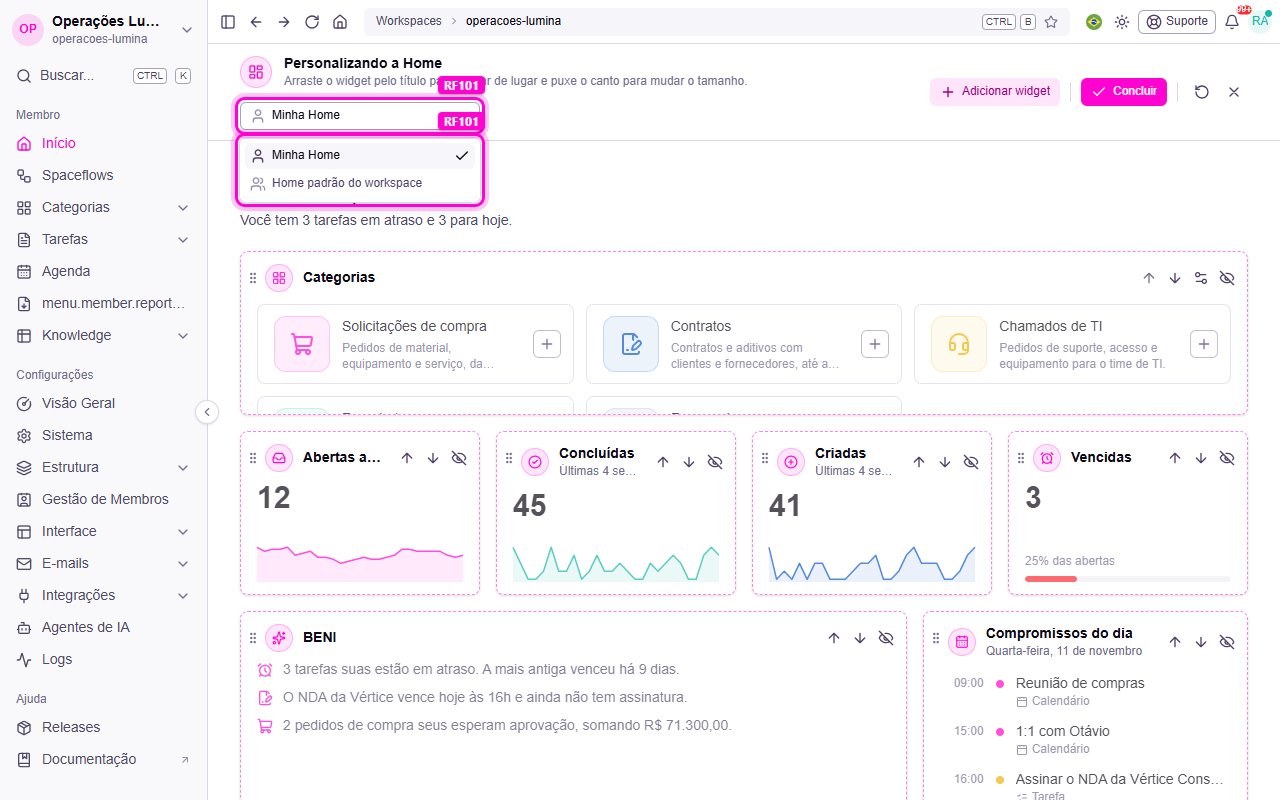 OP
Operações Lu...
operacoes-lumina
Buscar...
CTRL
K
Membro
Início
Spaceflows
Categorias
Tarefas
Agenda
menu.member.report...
Knowledge
Configurações
Visão Geral
Sistema
Estrutura
Gestão de Membros
Interface
E-mails
Integrações
Agentes de IA
Logs
Ajuda
Releases
Documentação
Workspaces
operacoes-lumina
CTRL
B
Suporte
99+
RA
Personalizando a Home
Arraste o widget pelo título de lugar e puxe o canto para mudar o tamanho.
RF101
Adicionar widget
Concluir
Minha Home
RF101
Minha Home
Home padrão do workspace
Você tem 3 tarefas em atraso e 3 para hoje.
Categorias
Solicitações de compra
Pedidos de material,
equipamento e serviço, da...
Contratos
Contratos e aditivos com
clientes e fornecedores, até a...
Chamados de TI
Pedidos de suporte, acesso e
equipamento para o time de TI.
Abertas a...
12
Concluídas
Últimas 4 se...
45
Criadas
Últimas 4 se...
41
Vencidas
3
25% das abertas
BENI
3 tarefas suas estão em atraso. A mais antiga venceu há 9 dias.
O NDA da Vértice vence hoje às 16h e ainda não tem assinatura.
2 pedidos de compra seus esperam aprovação, somando R$ 71.300,00.
Compromissos do dia
Quarta-feira, 11 de novembro
09:00
Reunião de compras
Calendário
15:00
1:1 com Otávio
Calendário
16:00
Assinar o NDA da Vértice Cons...
Tarefa